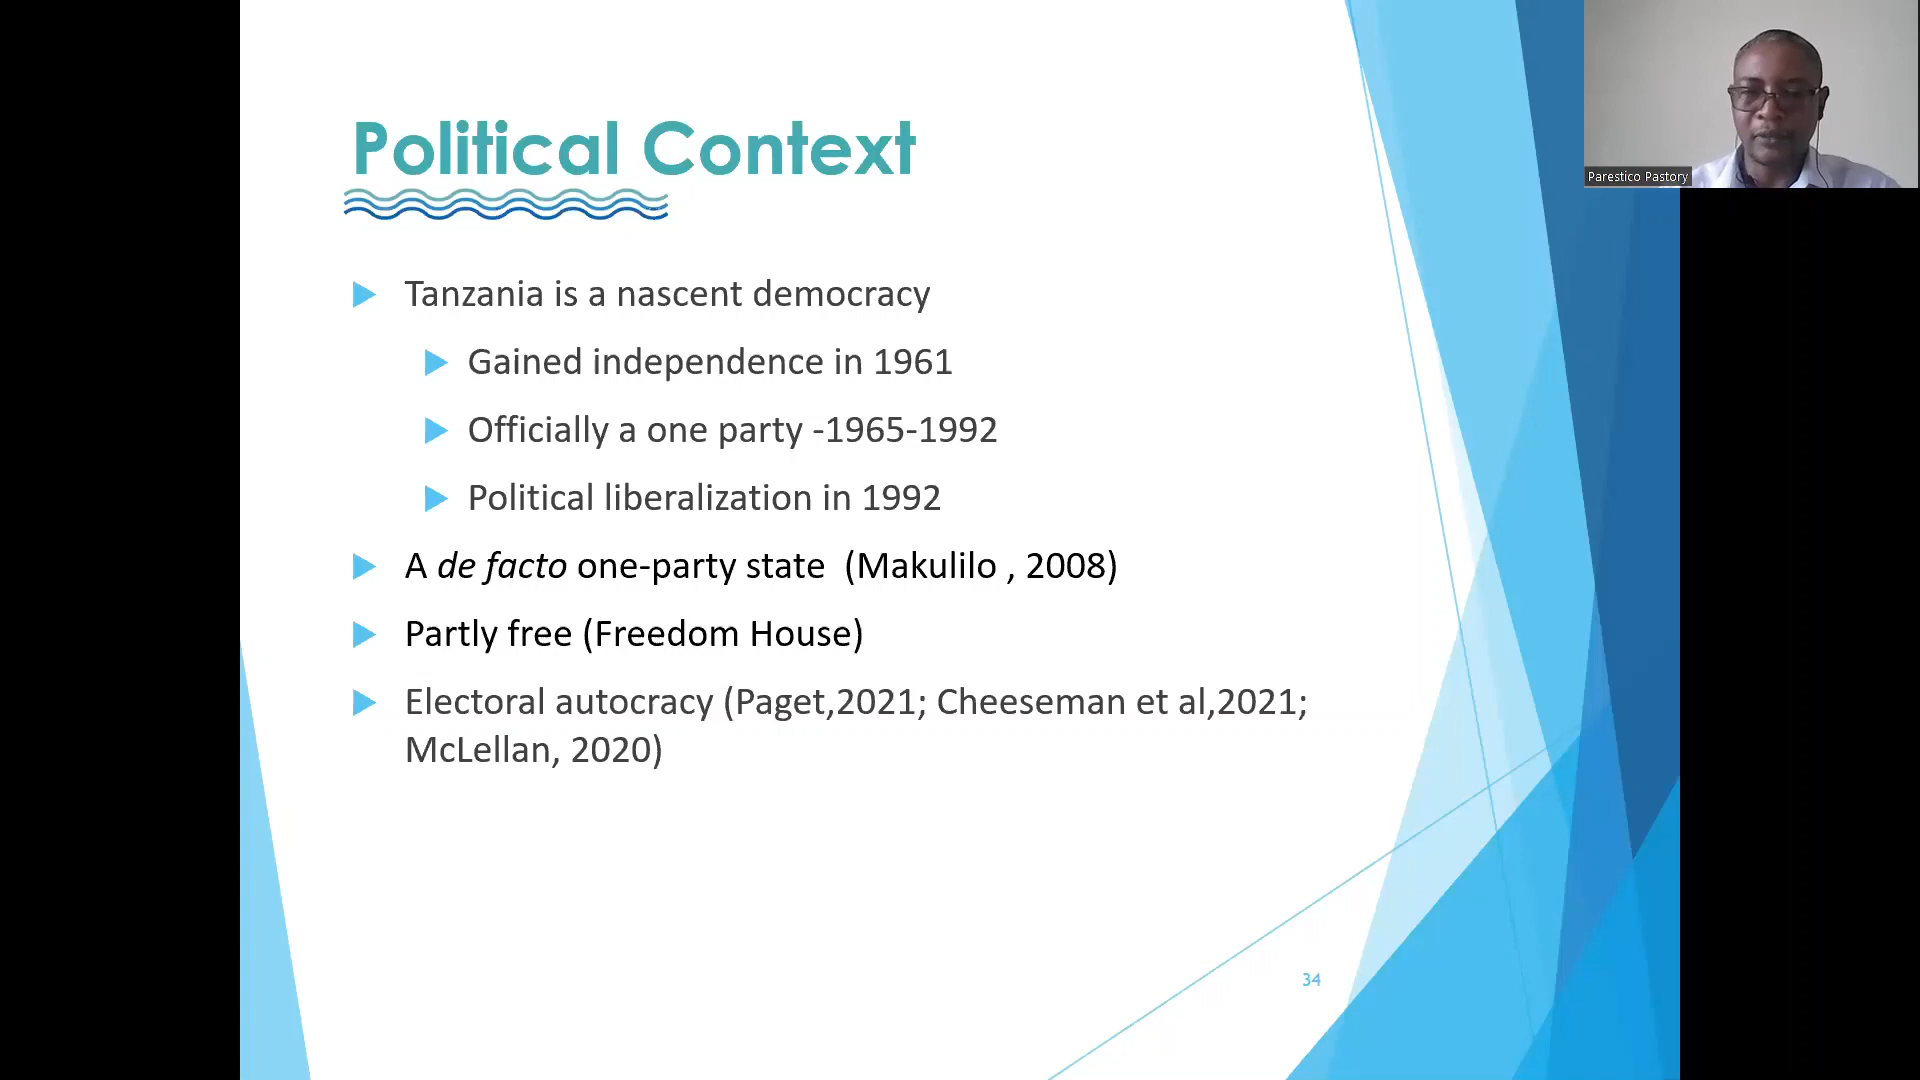 Political Context
Parestico Pastory
Tanzania is a nascent democracy
Gained independence in 1961
Officially a one party -1965-1992
Political liberalization in 1992
A de facto one-party state  (Makulilo , 2008)
Partly free (Freedom House)
Electoral autocracy (Paget,2021; Cheeseman et al,2021;
McLellan, 2020)
34